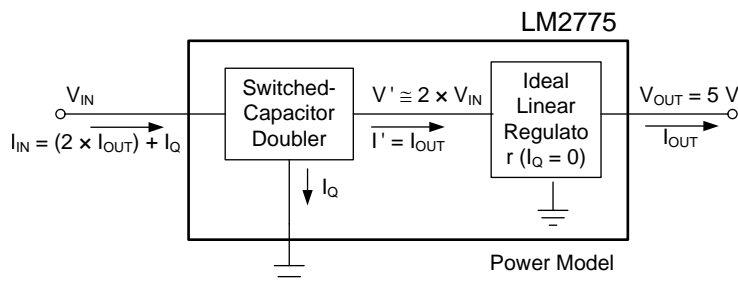 LM2775
V_IN
I_IN = (2 × I_OUT) + I_Q
Switched-
Capacitor
Doubler
I_Q
V ' ≅ 2 × V_IN
I ' = I_OUT
Ideal
Linear
Regulato
r (I_Q = 0)
V_OUT = 5 V
I_OUT
Power Model